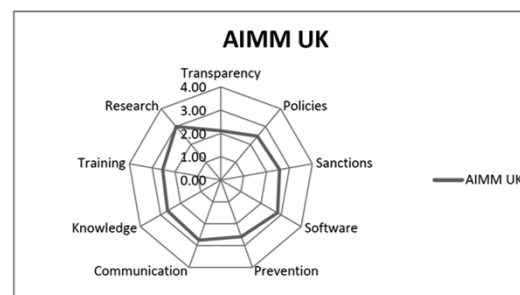 AIMM UK
Transparency
4.00
Research
3.00
Policies
2.00
Training
1.00
Sanctions
0.00
AIMM UK
Knowledge
Software
Communication
Prevention